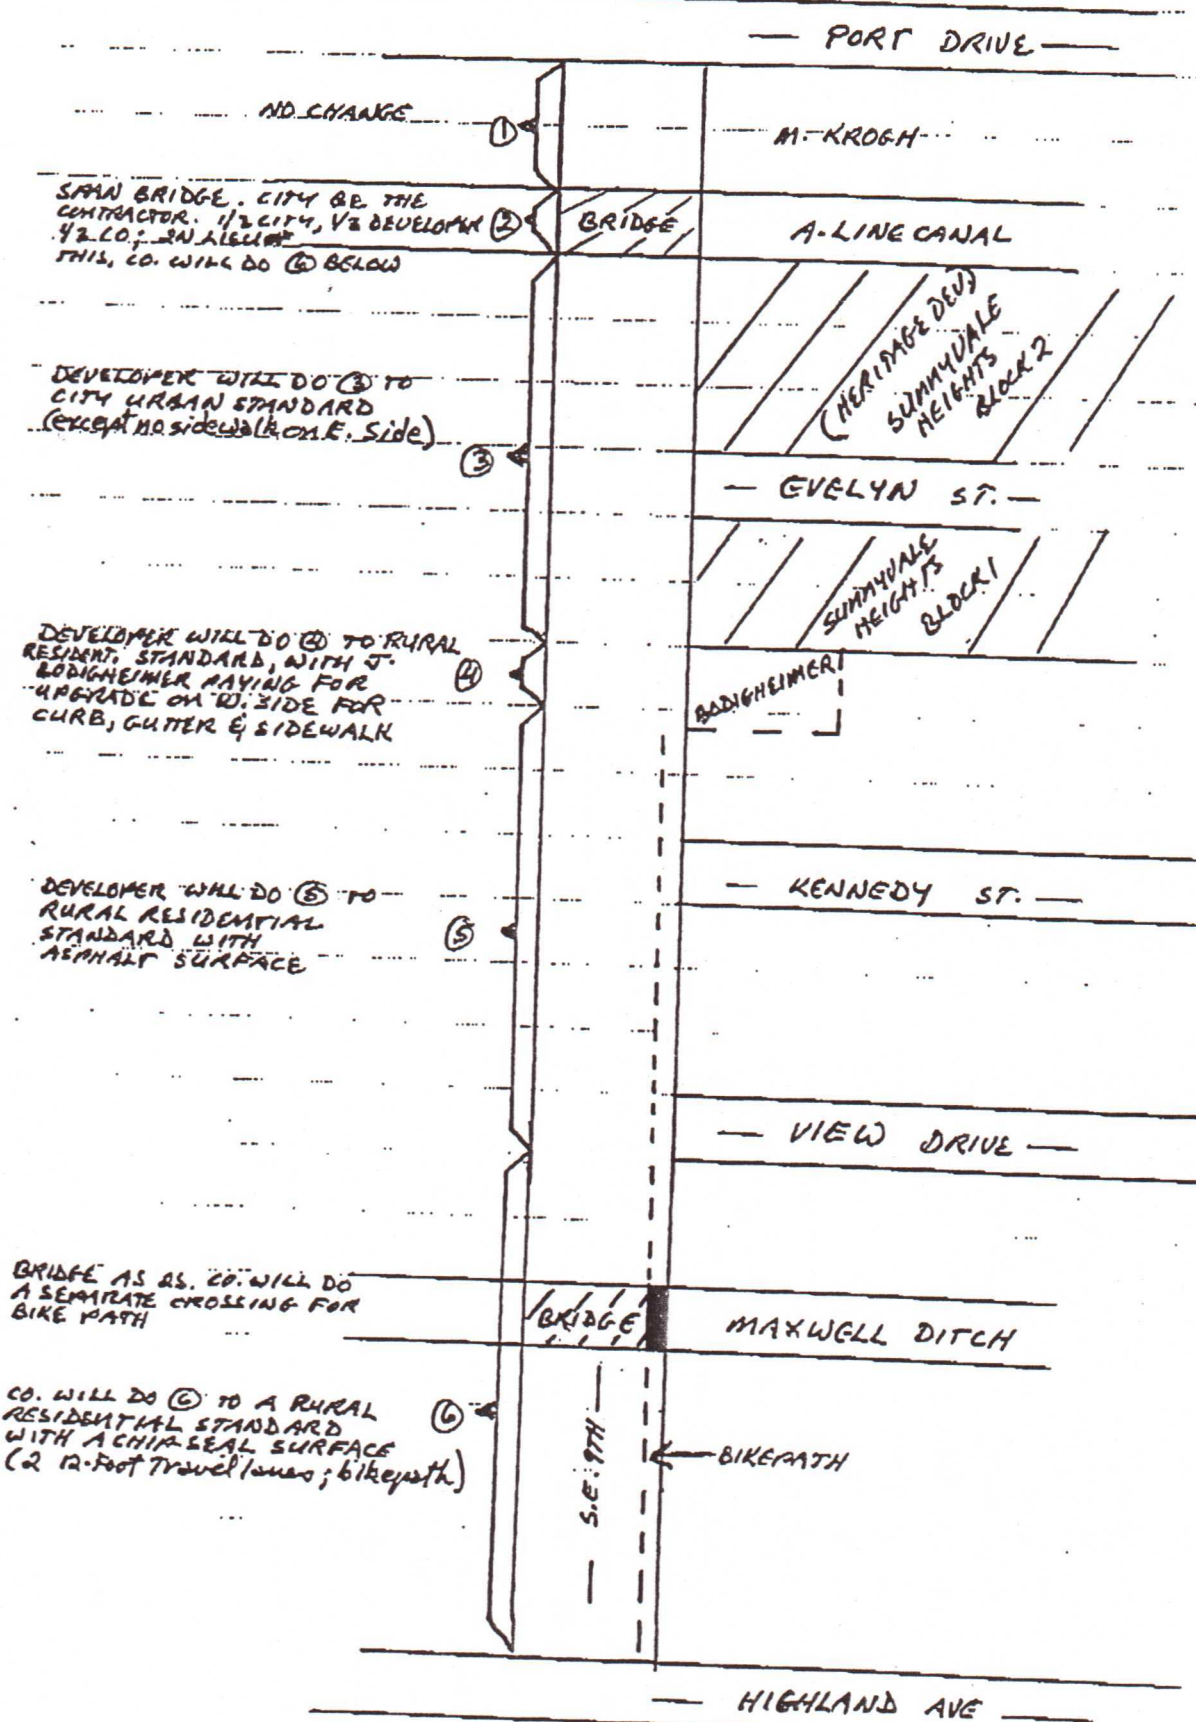 — PORT DRIVE —
NO CHANGE
①
M. KROGH
SPAN BRIDGE. CITY BE THE
CONTRACTOR. 1/2 CITY, 1/2 DEVELOPER
1/2 CO; IN LIEU OF
THIS, CO. WILL DO ⑥ BELOW
②
BRIDGE
A-LINE CANAL
(HERITAGE DEV)
SUNNYVALE
HEIGHTS
BLOCK 2
DEVELOPER WILL DO ③ TO
CITY URBAN STANDARD
(except no sidewalk on E. Side)
③
— EVELYN ST. —
SUNNYVALE
HEIGHTS
BLOCK 1
DEVELOPER WILL DO ④ TO RURAL
RESIDENT. STANDARD, WITH J.
BODIGHEIMER PAYING FOR
UPGRADE ON W. SIDE FOR
CURB, GUTTER & SIDEWALK
④
BODIGHEIMER
DEVELOPER WILL DO ⑤ TO
RURAL RESIDENTIAL
STANDARD WITH
ASPHALT SURFACE
⑤
— KENNEDY ST. —
— VIEW DRIVE —
BRIDGE AS IS. CO. WILL DO
A SEPARATE CROSSING FOR
BIKE PATH
BRIDGE
MAXWELL DITCH
CO. WILL DO ⑥ TO A RURAL
RESIDENTIAL STANDARD
WITH A CHIP SEAL SURFACE
(2 12-Foot Travel lanes; bikepath)
⑥
— S.E. 9TH —
BIKEPATH
— HIGHLAND AVE —